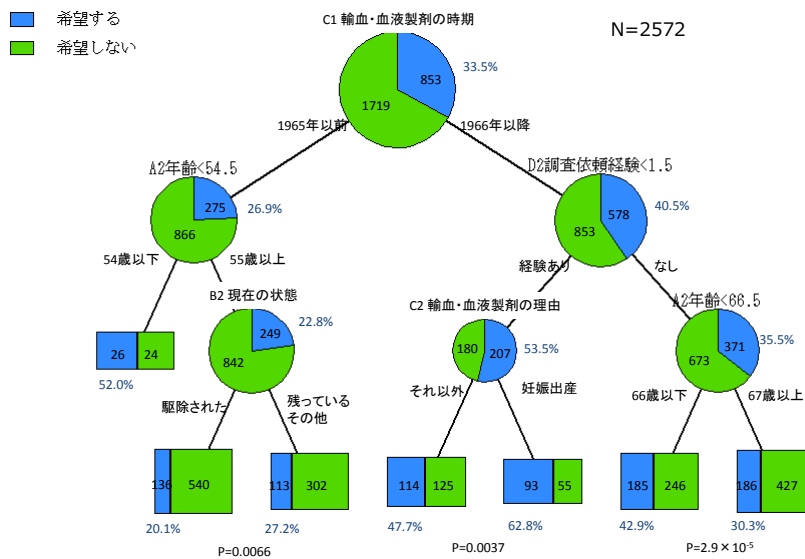 希望する
希望しない
C1 輸血・血液製剤の時期
N=2572
33.5%
853
1719
1965年以前
1966年以降
A2年齢<54.5
D2調査依頼経験<1.5
275
26.9%
866
578
40.5%
853
54歳以下
55歳以上
経験あり
なし
B2 現在の状態
C2 輸血・血液製剤の理由
A2年齢<66.5
22.8%
249
842
26
24
52.0%
180
207
53.5%
371
35.5%
673
駆除された
残っている
その他
それ以外
妊娠出産
66歳以下
67歳以上
136
540
113
302
114
125
93
55
185
246
186
427
20.1%
27.2%
47.7%
62.8%
42.9%
30.3%
P=0.0066
P=0.0037
P=2.9×10⁻⁵